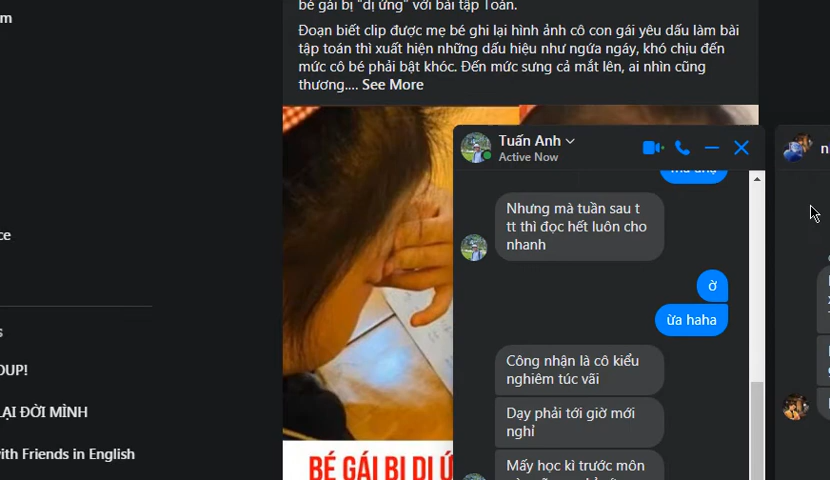 m
bé gái bị "dị ứng" với bài tập Toán.
Đoạn biết clip được mẹ bé ghi lại hình ảnh cô con gái yêu dấu làm bài
tập toán thì xuất hiện những dấu hiệu như ngứa ngáy, khó chịu đến
mức cô bé phải bật khóc. Đến mức sưng cả mắt lên, ai nhìn cũng
thương.... See More
ce
s
OUP!
LẠI ĐỜI MÌNH
with Friends in English
BÉ GÁI BỊ DỊ Ứ
Tuấn Anh
Active Now
Nhưng mà tuần sau t
tt thì đọc hết luôn cho
nhanh
ờ
ừa haha
Công nhận là cô kiểu
nghiêm túc vãi
Dạy phải tới giờ mới
nghỉ
Mấy học kì trước môn
n